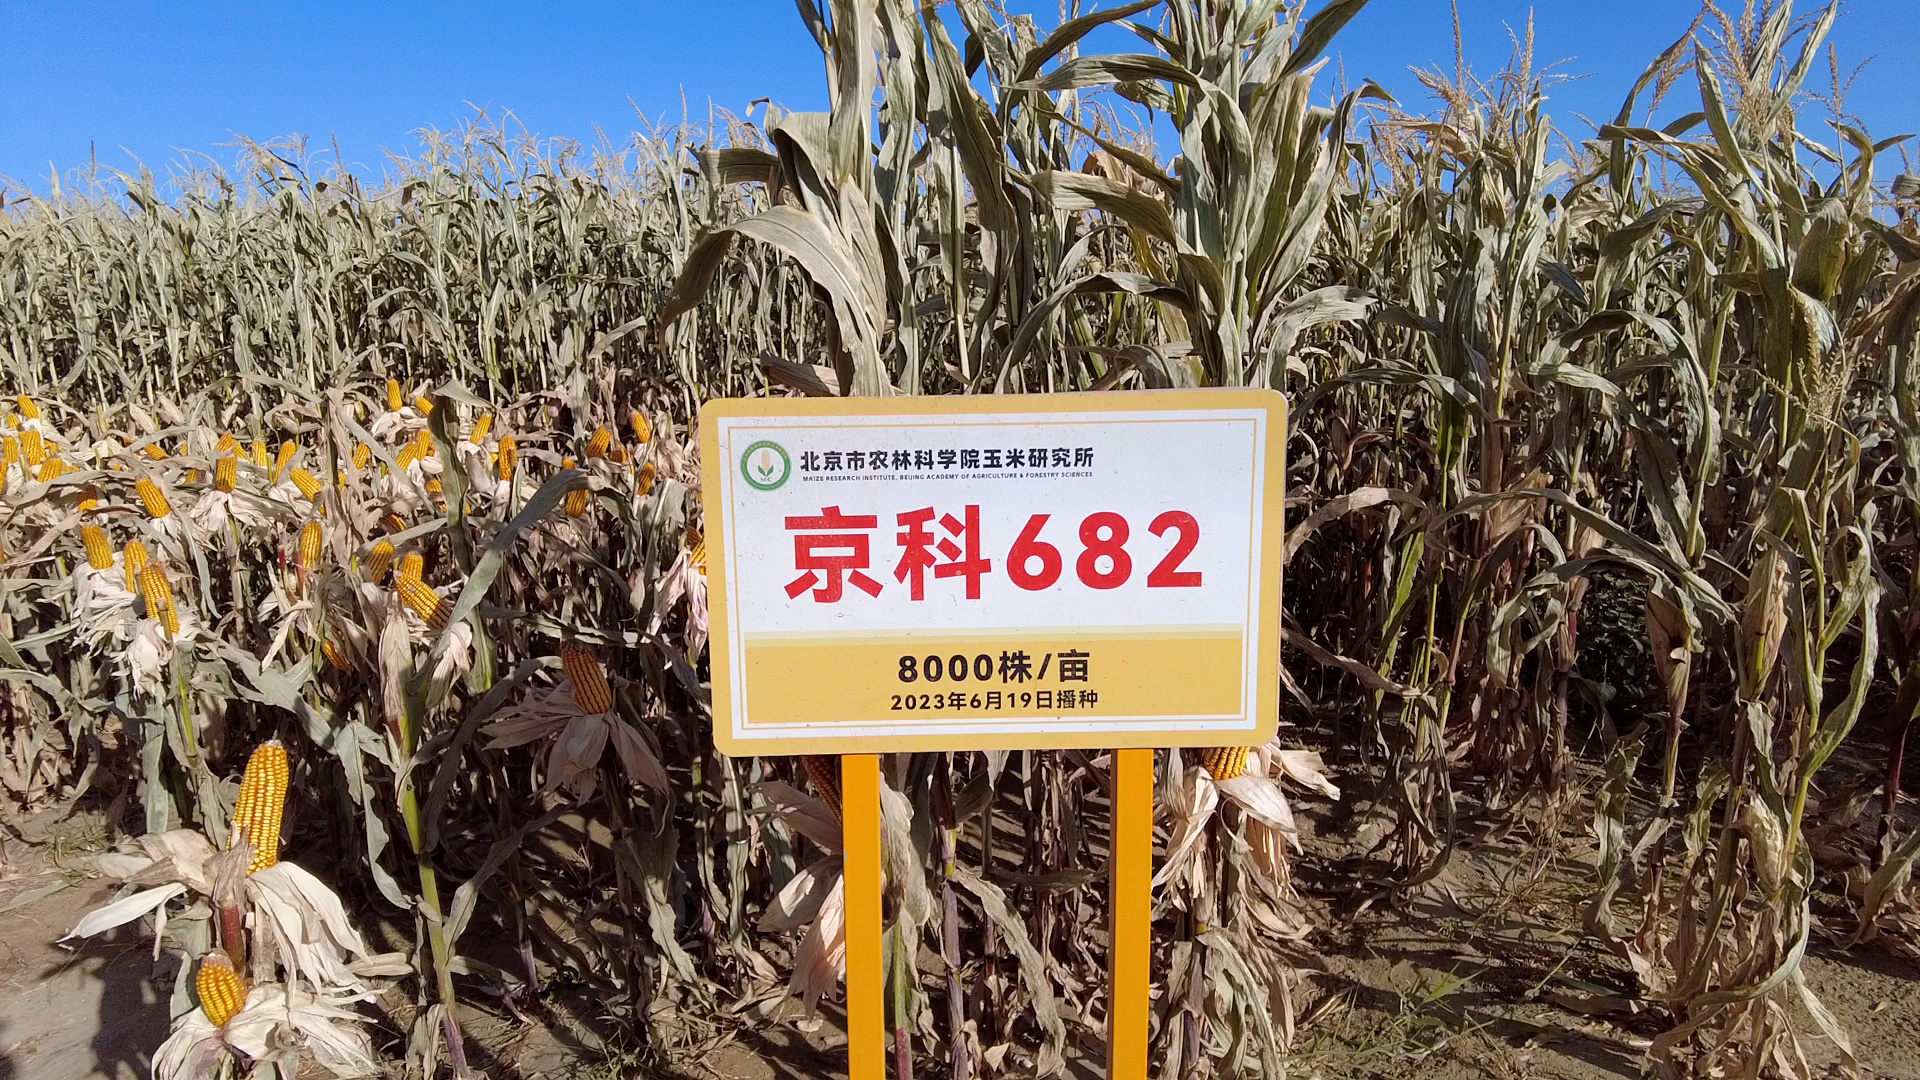 北京市农林科学院玉米研究所
MAIZE RESEARCH INSTITUTE, BEIJING ACADEMY OF AGRICULTURE & FORESTRY SCIENCES
京科682
8000株/亩
2023年6月19日播种